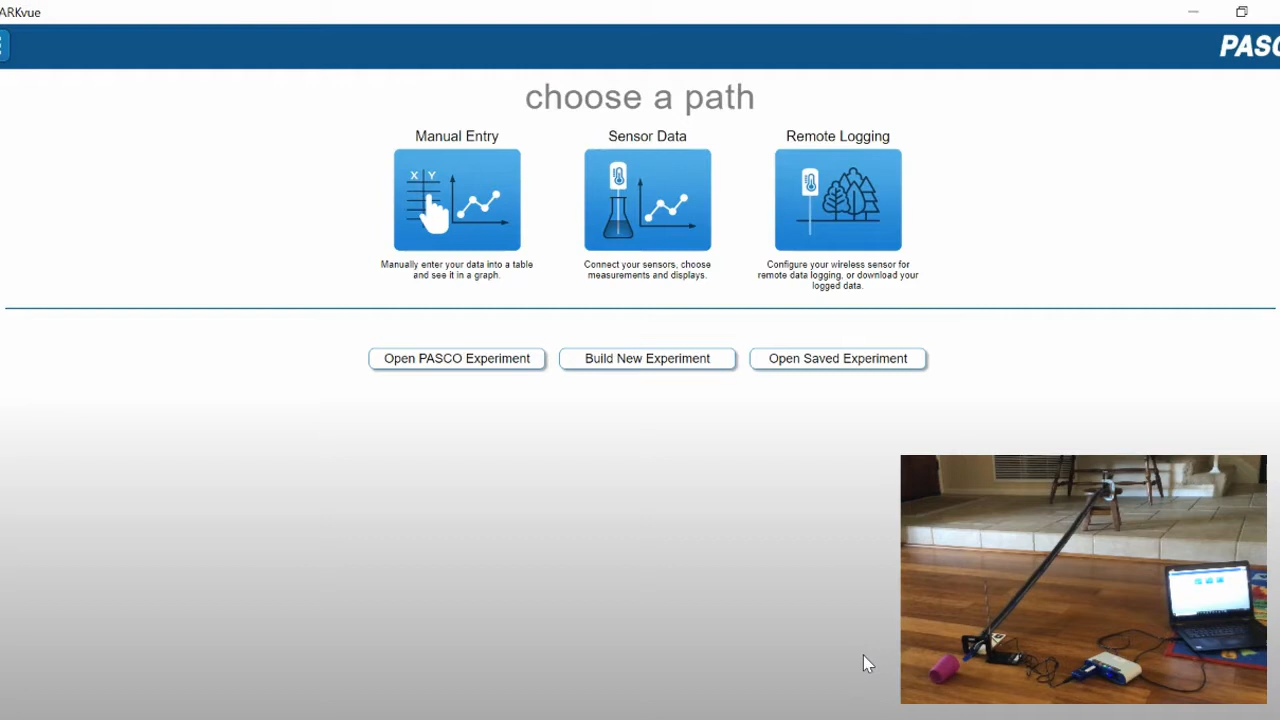 ARKvue
PASC
choose a path
Manual Entry
Sensor Data
Remote Logging
X Y
Manually enter your data into a table
and see it in a graph.
Connect your sensors, choose
measurements and displays.
Configure your wireless sensor for
remote data logging, or download your
logged data.
Open PASCO Experiment
Build New Experiment
Open Saved Experiment